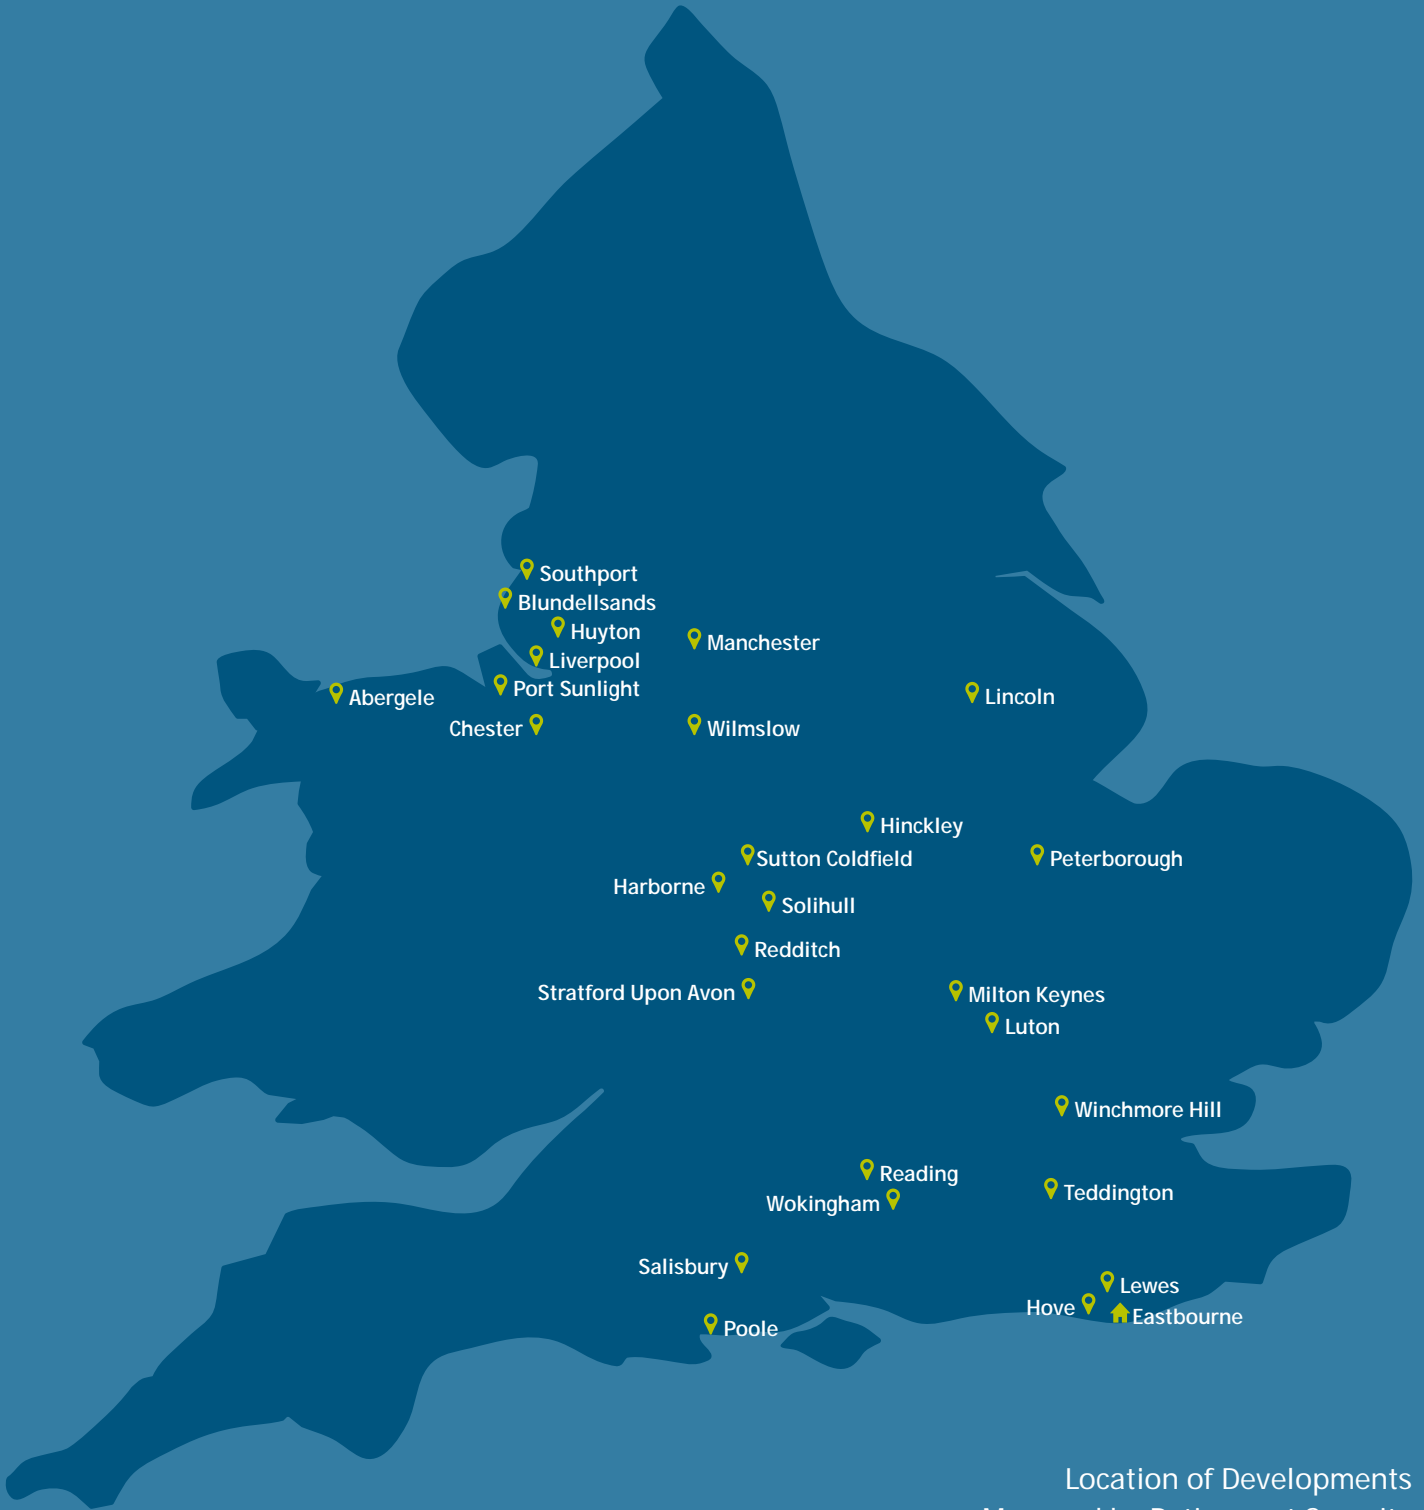 Southport
Blundellsands
Huyton
Manchester
Liverpool
Port Sunlight
Abergele
Lincoln
Chester
Wilmslow
Hinckley
Sutton Coldfield
Peterborough
Harborne
Solihull
Redditch
Stratford Upon Avon
Milton Keynes
Luton
Winchmore Hill
Reading
Teddington
Wokingham
Salisbury
Lewes
Hove
Eastbourne
Poole
Location of Developments